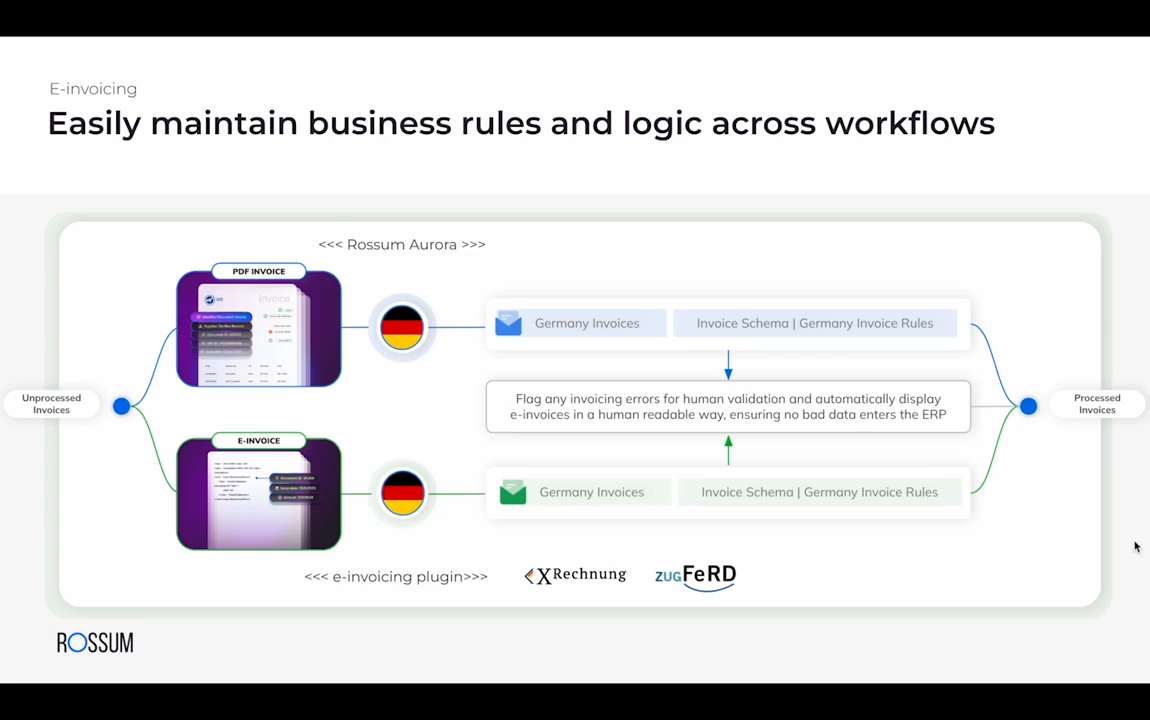 E-invoicing
Easily maintain business rules and logic across workflows
<<< Rossum Aurora >>>
PDF INVOICE
Invoice
Germany Invoices
Invoice Schema | Germany Invoice Rules
Unprocessed
Invoices
Flag any invoicing errors for human validation and automatically display
e-invoices in a human readable way, ensuring no bad data enters the ERP
Processed
Invoices
E-INVOICE
Germany Invoices
Invoice Schema | Germany Invoice Rules
<<< e-invoicing plugin>>>
XRechnung
ZUGFeRD
ROSSUM